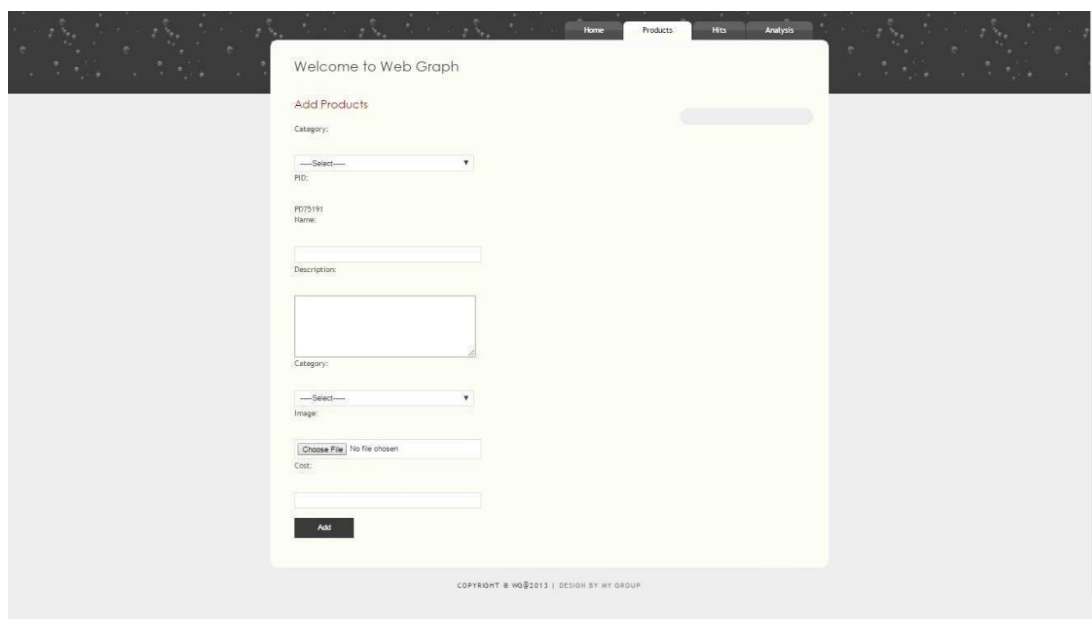 Home Products Hits Analysis
Welcome to Web Graph
Add Products
Category:
-----Select-----
PID:
PD75191
Name:
Description:
Category:
-----Select-----
Image:
Choose File No file chosen
Cost:
Add
COPYRIGHT © WG@2013 | DESIGN BY MY GROUP